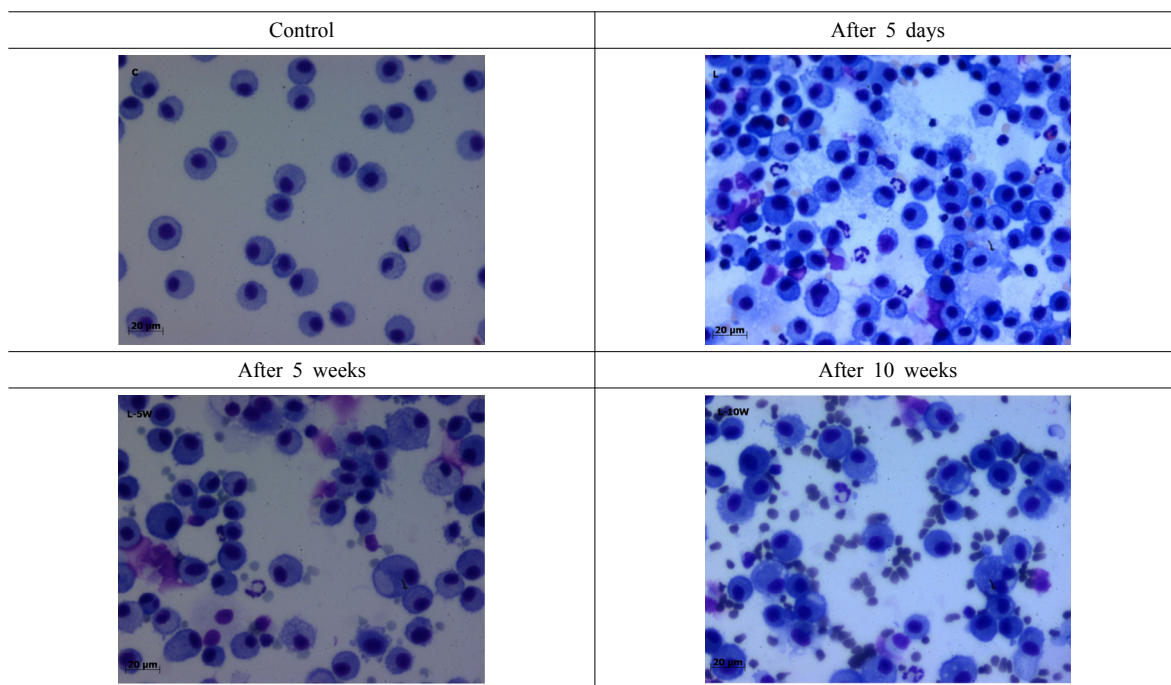 Control
After 5 days
C
L
20 μm
20 μm
After 5 weeks
After 10 weeks
L-5W
L-10W
20 μm
20 μm